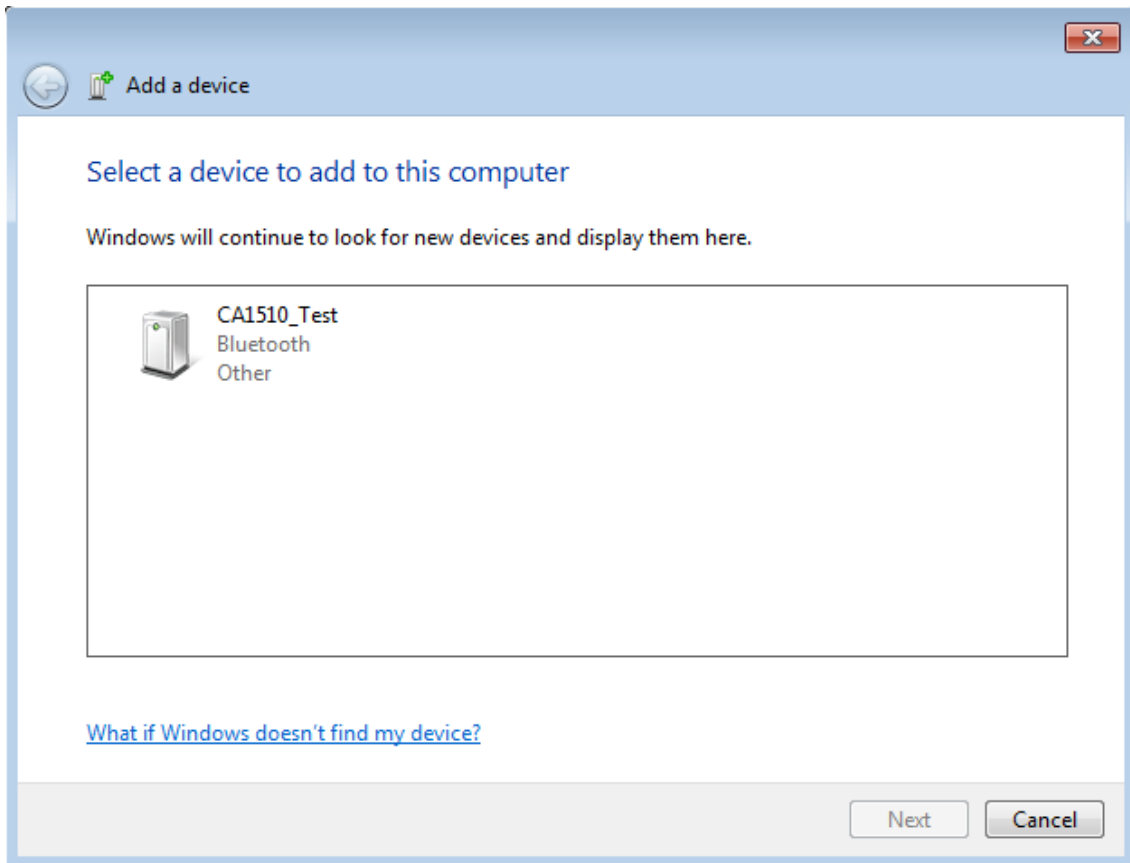 Add a device
Select a device to add to this computer
Windows will continue to look for new devices and display them here.
CA1510_Test
Bluetooth
Other
What if Windows doesn't find my device?
Next
Cancel